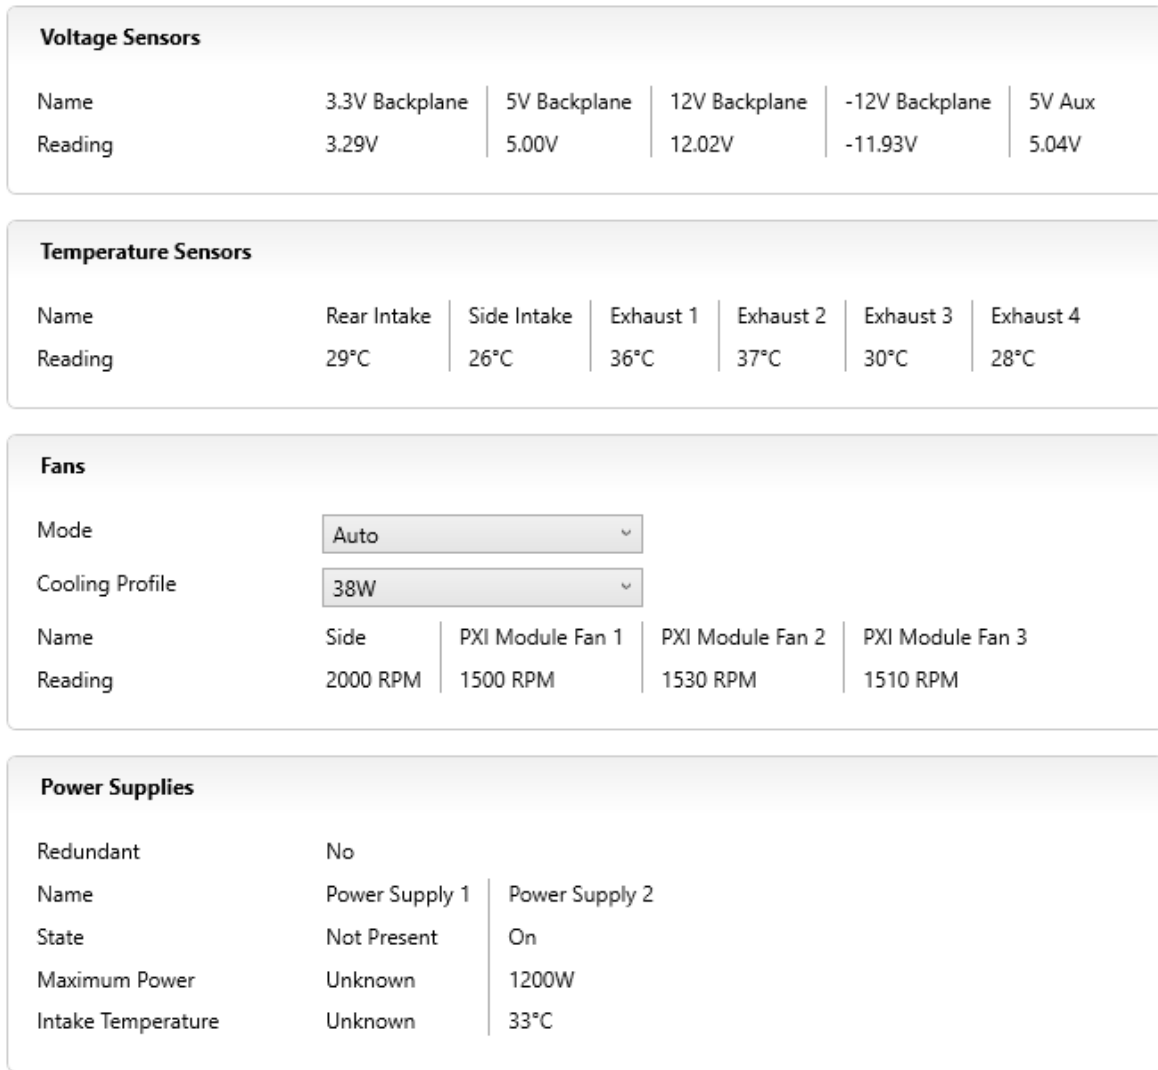 Voltage Sensors
Name 3.3V Backplane 5V Backplane 12V Backplane -12V Backplane 5V Aux
Reading 3.29V 5.00V 12.02V -11.93V 5.04V
Temperature Sensors
Name Rear Intake Side Intake Exhaust 1 Exhaust 2 Exhaust 3 Exhaust 4
Reading 29°C 26°C 36°C 37°C 30°C 28°C
Fans
Mode Auto
Cooling Profile 38W
Name Side PXI Module Fan 1 PXI Module Fan 2 PXI Module Fan 3
Reading 2000 RPM 1500 RPM 1530 RPM 1510 RPM
Power Supplies
Redundant No
Name Power Supply 1 Power Supply 2
State Not Present On
Maximum Power Unknown 1200W
Intake Temperature Unknown 33°C